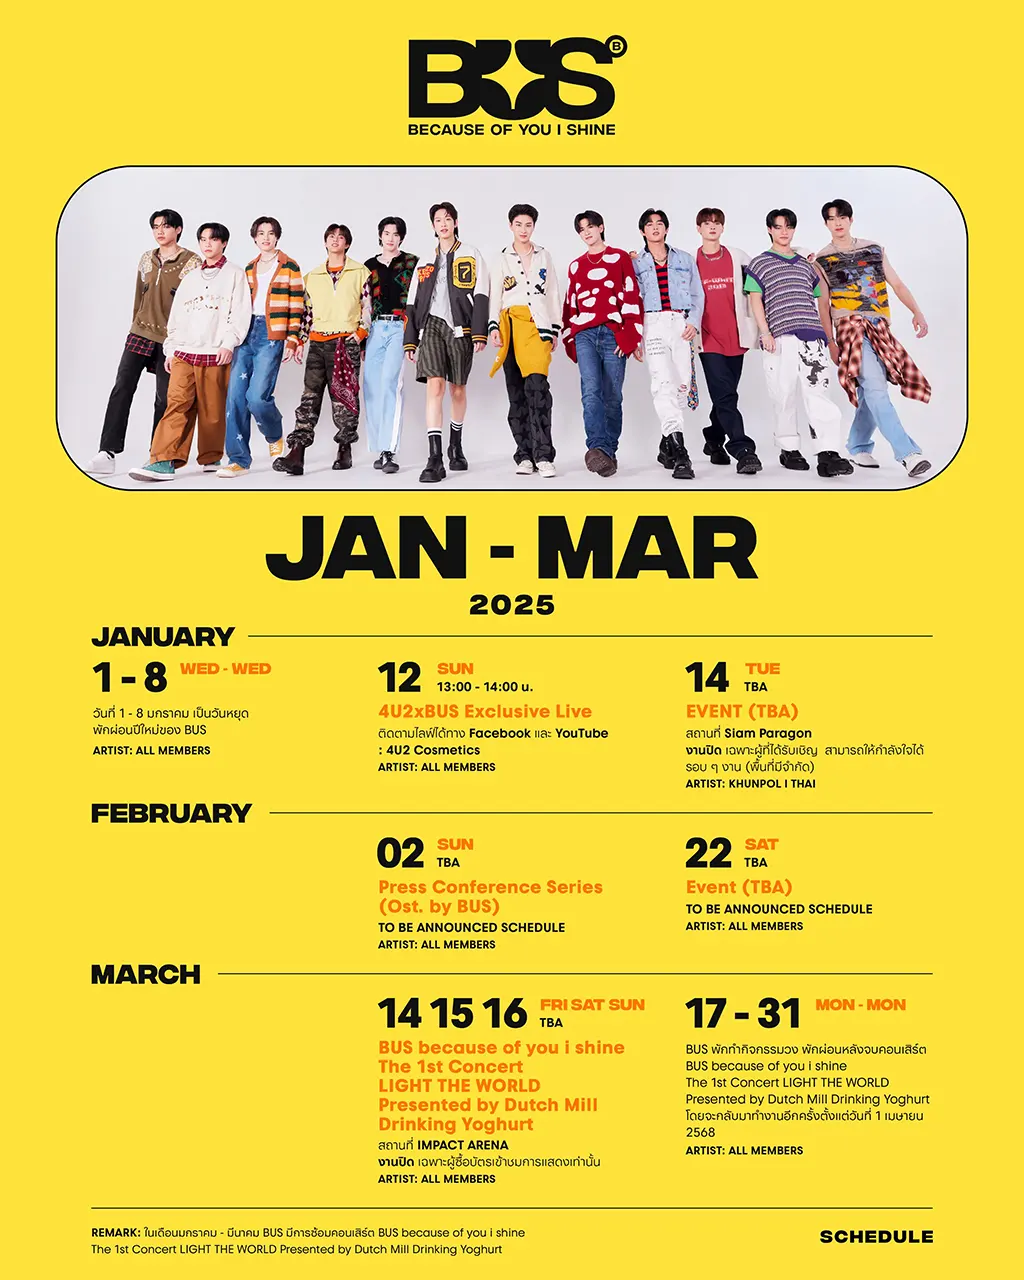 BUS
B
BECAUSE OF YOU I SHINE
JAN - MAR
2025
JANUARY
1 - 8 WED - WED
วันที่ 1 - 8 มกราคม เป็นวันหยุด
พักผ่อนปีใหม่ของ BUS
ARTIST: ALL MEMBERS
12 SUN
13:00 - 14:00 น.
4U2xBUS Exclusive Live
ติดตามไลฟ์ได้ทาง Facebook และ YouTube
: 4U2 Cosmetics
ARTIST: ALL MEMBERS
14 TUE
TBA
EVENT (TBA)
สถานที่ Siam Paragon
งานปิด เฉพาะผู้ที่ได้รับเชิญ สามารถให้กำลังใจได้
รอบ ๆ งาน (พื้นที่มีจำกัด)
ARTIST: KHUNPOL I THAI
FEBRUARY
02 SUN
TBA
Press Conference Series
(Ost. by BUS)
TO BE ANNOUNCED SCHEDULE
ARTIST: ALL MEMBERS
22 SAT
TBA
Event (TBA)
TO BE ANNOUNCED SCHEDULE
ARTIST: ALL MEMBERS
MARCH
14 15 16 FRI SAT SUN
TBA
BUS because of you i shine
The 1st Concert
LIGHT THE WORLD
Presented by Dutch Mill
Drinking Yoghurt
สถานที่ IMPACT ARENA
งานปิด เฉพาะผู้ซื้อบัตรเข้าชมการแสดงเท่านั้น
ARTIST: ALL MEMBERS
17 - 31 MON - MON
BUS พักทำกิจกรรมวง พักผ่อนหลังจบคอนเสิร์ต
BUS because of you i shine
The 1st Concert LIGHT THE WORLD
Presented by Dutch Mill Drinking Yoghurt
โดยจะกลับมาทำงานอีกครั้งตั้งแต่วันที่ 1 เมษายน
2568
ARTIST: ALL MEMBERS
REMARK: ในเดือนมกราคม - มีนาคม BUS มีการซ้อมคอนเสิร์ต BUS because of you i shine
The 1st Concert LIGHT THE WORLD Presented by Dutch Mill Drinking Yoghurt
SCHEDULE